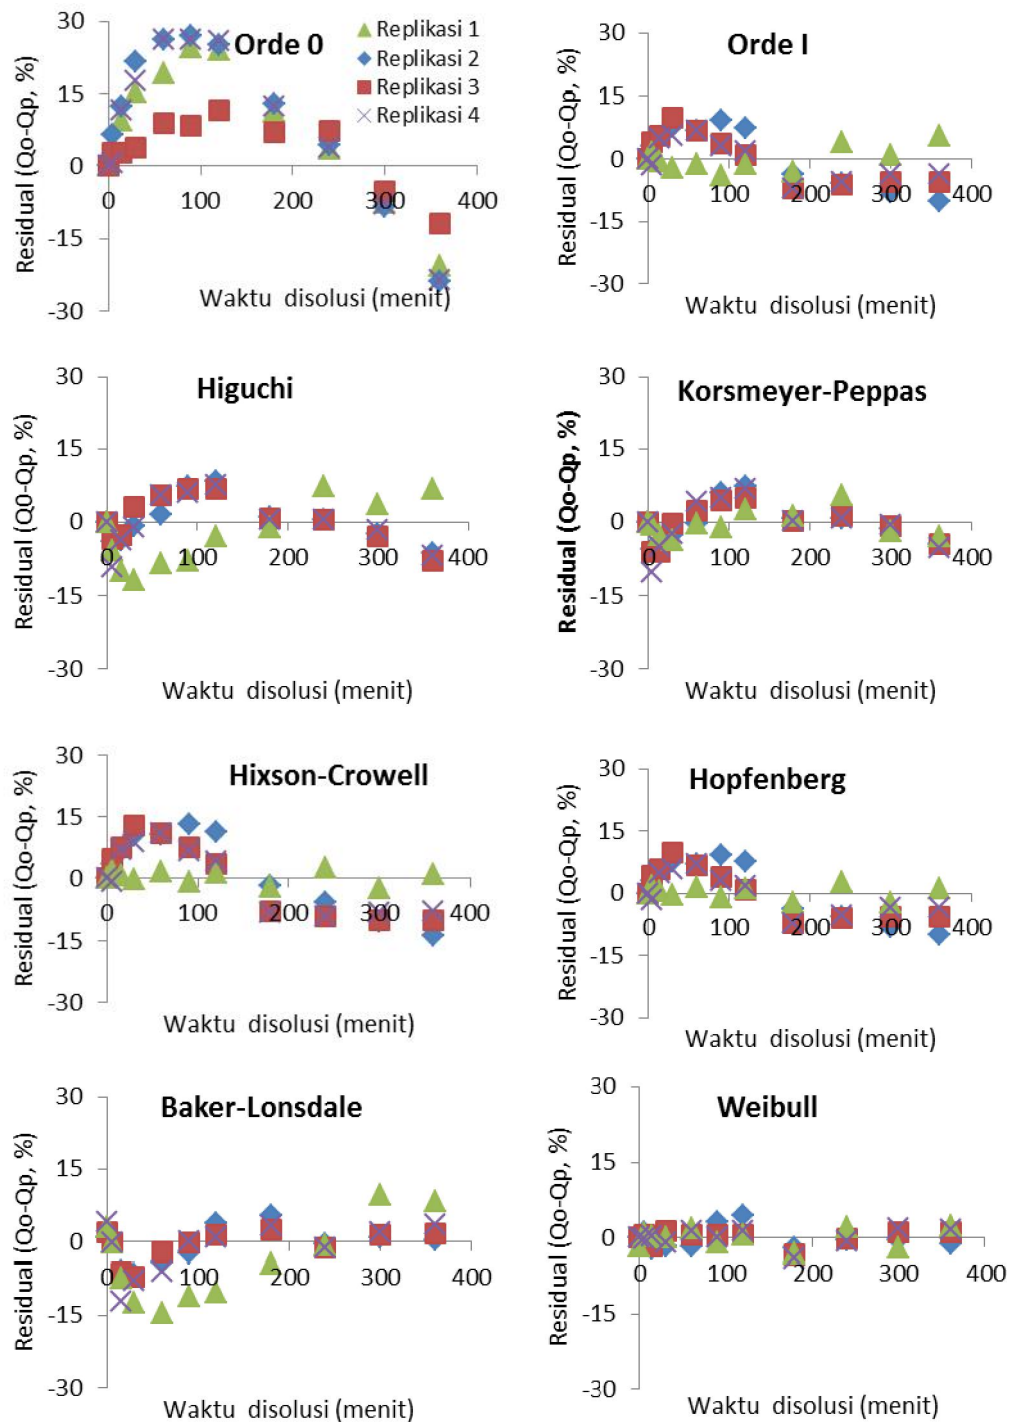 Orde 0
Replikasi 1
Replikasi 2
Replikasi 3
Replikasi 4
Residual (Qo-Qp, %)
30
15
0
-15
-30
0
100
200
300
400
Waktu disolusi (menit)
Orde I
Residual (Qo-Qp, %)
30
15
0
-15
-30
0
100
200
300
400
Waktu disolusi (menit)
Higuchi
Residual (Q0-Qp, %)
30
15
0
-15
-30
0
100
200
300
400
Waktu disolusi (menit)
Korsmeyer-Peppas
Residual (Qo-Qp, %)
30
15
0
-15
-30
0
100
200
300
400
Waktu disolusi (menit)
Hixson-Crowell
Residual (Qo-Qp, %)
30
15
0
-15
-30
0
100
200
300
400
Waktu disolusi (menit)
Hopfenberg
Residual (Qo-Qp, %)
30
15
0
-15
-30
0
100
200
300
400
Waktu disolusi (menit)
Baker-Lonsdale
Residual (Qo-Qp, %)
30
15
0
-15
-30
0
100
200
300
400
Waktu disolusi (menit)
Weibull
Residual (Qo-Qp, %)
30
15
0
-15
-30
0
100
200
300
400
Waktu disolusi (menit)